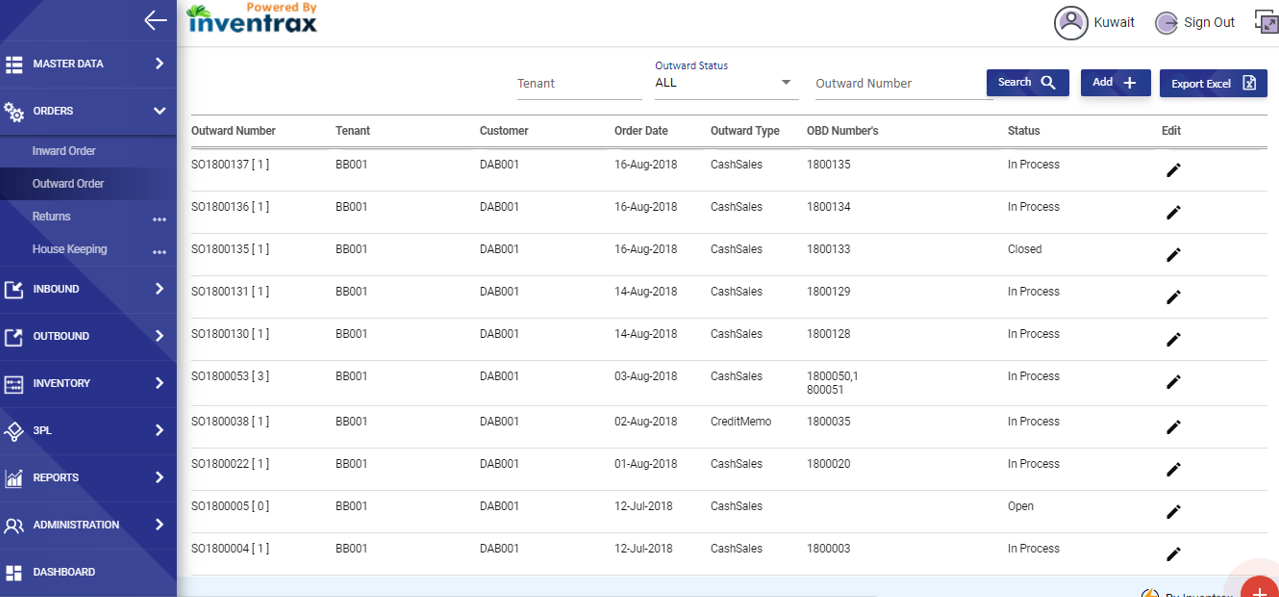 Powered By
inventrax
Kuwait
Sign Out
MASTER DATA
ORDERS
Inward Order
Outward Order
Returns
House Keeping
INBOUND
OUTBOUND
INVENTORY
3PL
REPORTS
ADMINISTRATION
DASHBOARD
Tenant
Outward Status
ALL
Outward Number
Search
Add
Export Excel
Outward Number Tenant Customer Order Date Outward Type OBD Number's Status Edit
SO1800137 [ 1 ] BB001 DAB001 16-Aug-2018 CashSales 1800135 In Process
SO1800136 [ 1 ] BB001 DAB001 16-Aug-2018 CashSales 1800134 In Process
SO1800135 [ 1 ] BB001 DAB001 16-Aug-2018 CashSales 1800133 Closed
SO1800131 [ 1 ] BB001 DAB001 14-Aug-2018 CashSales 1800129 In Process
SO1800130 [ 1 ] BB001 DAB001 14-Aug-2018 CashSales 1800128 In Process
SO1800053 [ 3 ] BB001 DAB001 03-Aug-2018 CashSales 1800050,1 In Process
800051
SO1800038 [ 1 ] BB001 DAB001 02-Aug-2018 CreditMemo 1800035 In Process
SO1800022 [ 1 ] BB001 DAB001 01-Aug-2018 CashSales 1800020 In Process
SO1800005 [ 0 ] BB001 DAB001 12-Jul-2018 CashSales Open
SO1800004 [ 1 ] BB001 DAB001 12-Jul-2018 CashSales 1800003 In Process
By Inventrax